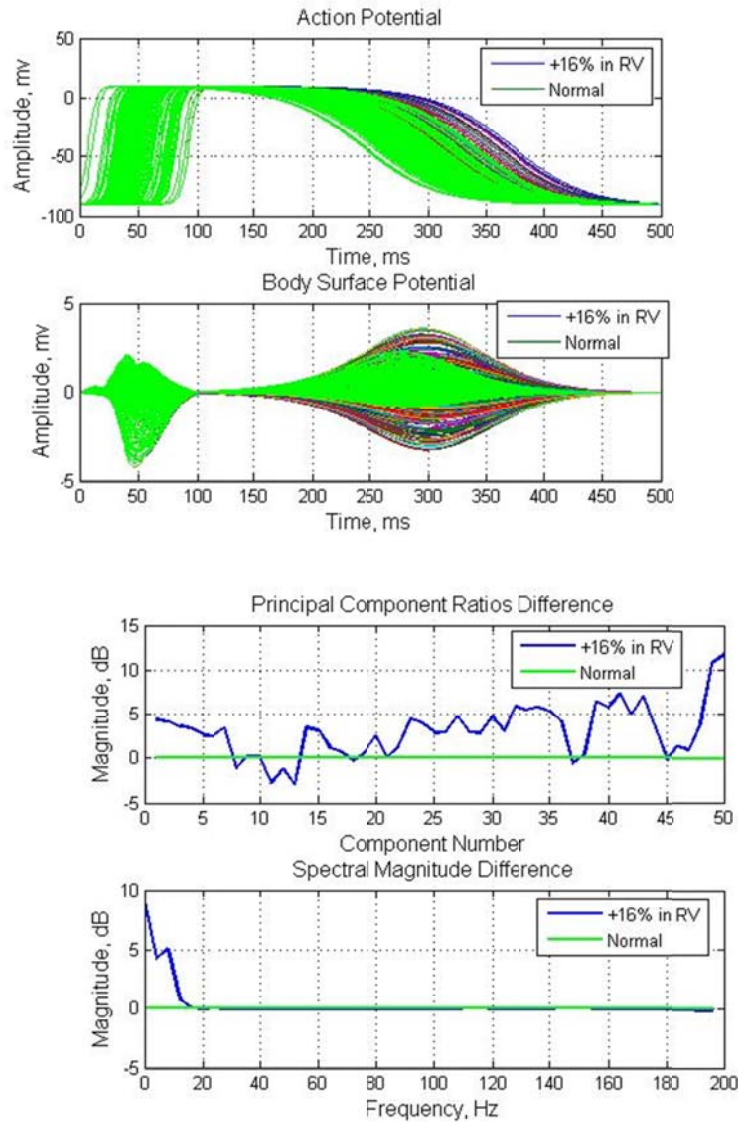 Action Potential
50
0
-50
-100
Amplitude, mv
+16% in RV
Normal
0 50 100 150 200 250 300 350 400 450 500
Time, ms
Body Surface Potential
5
0
-5
Amplitude, mv
+16% in RV
Normal
0 50 100 150 200 250 300 350 400 450 500
Time, ms
Principal Component Ratios Difference
15
10
5
0
-5
Magnitude, dB
+16% in RV
Normal
0 5 10 15 20 25 30 35 40 45 50
Component Number
Spectral Magnitude Difference
10
5
0
-5
Magnitude, dB
+16% in RV
Normal
0 20 40 60 80 100 120 140 160 180 200
Frequency, Hz